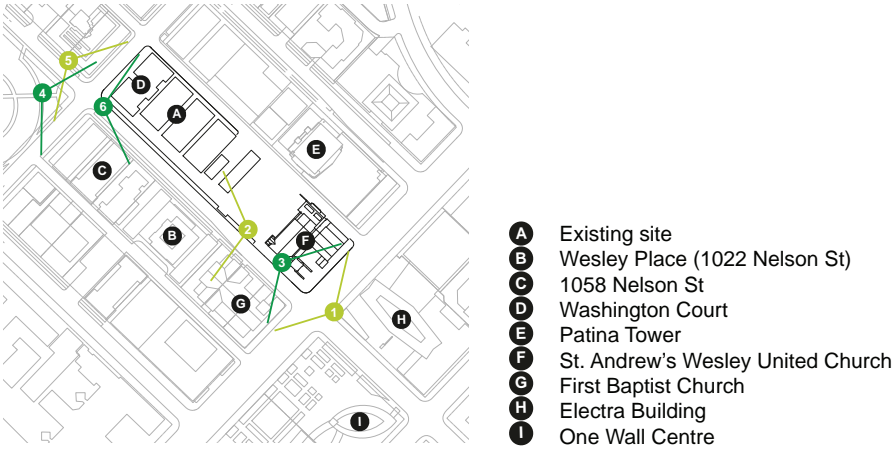 5
4
D
6
A
E
C
2
B
F
3
G
1
H
I
A Existing site
B Wesley Place (1022 Nelson St)
C 1058 Nelson St
D Washington Court
E Patina Tower
F St. Andrew’s Wesley United Church
G First Baptist Church
H Electra Building
I One Wall Centre